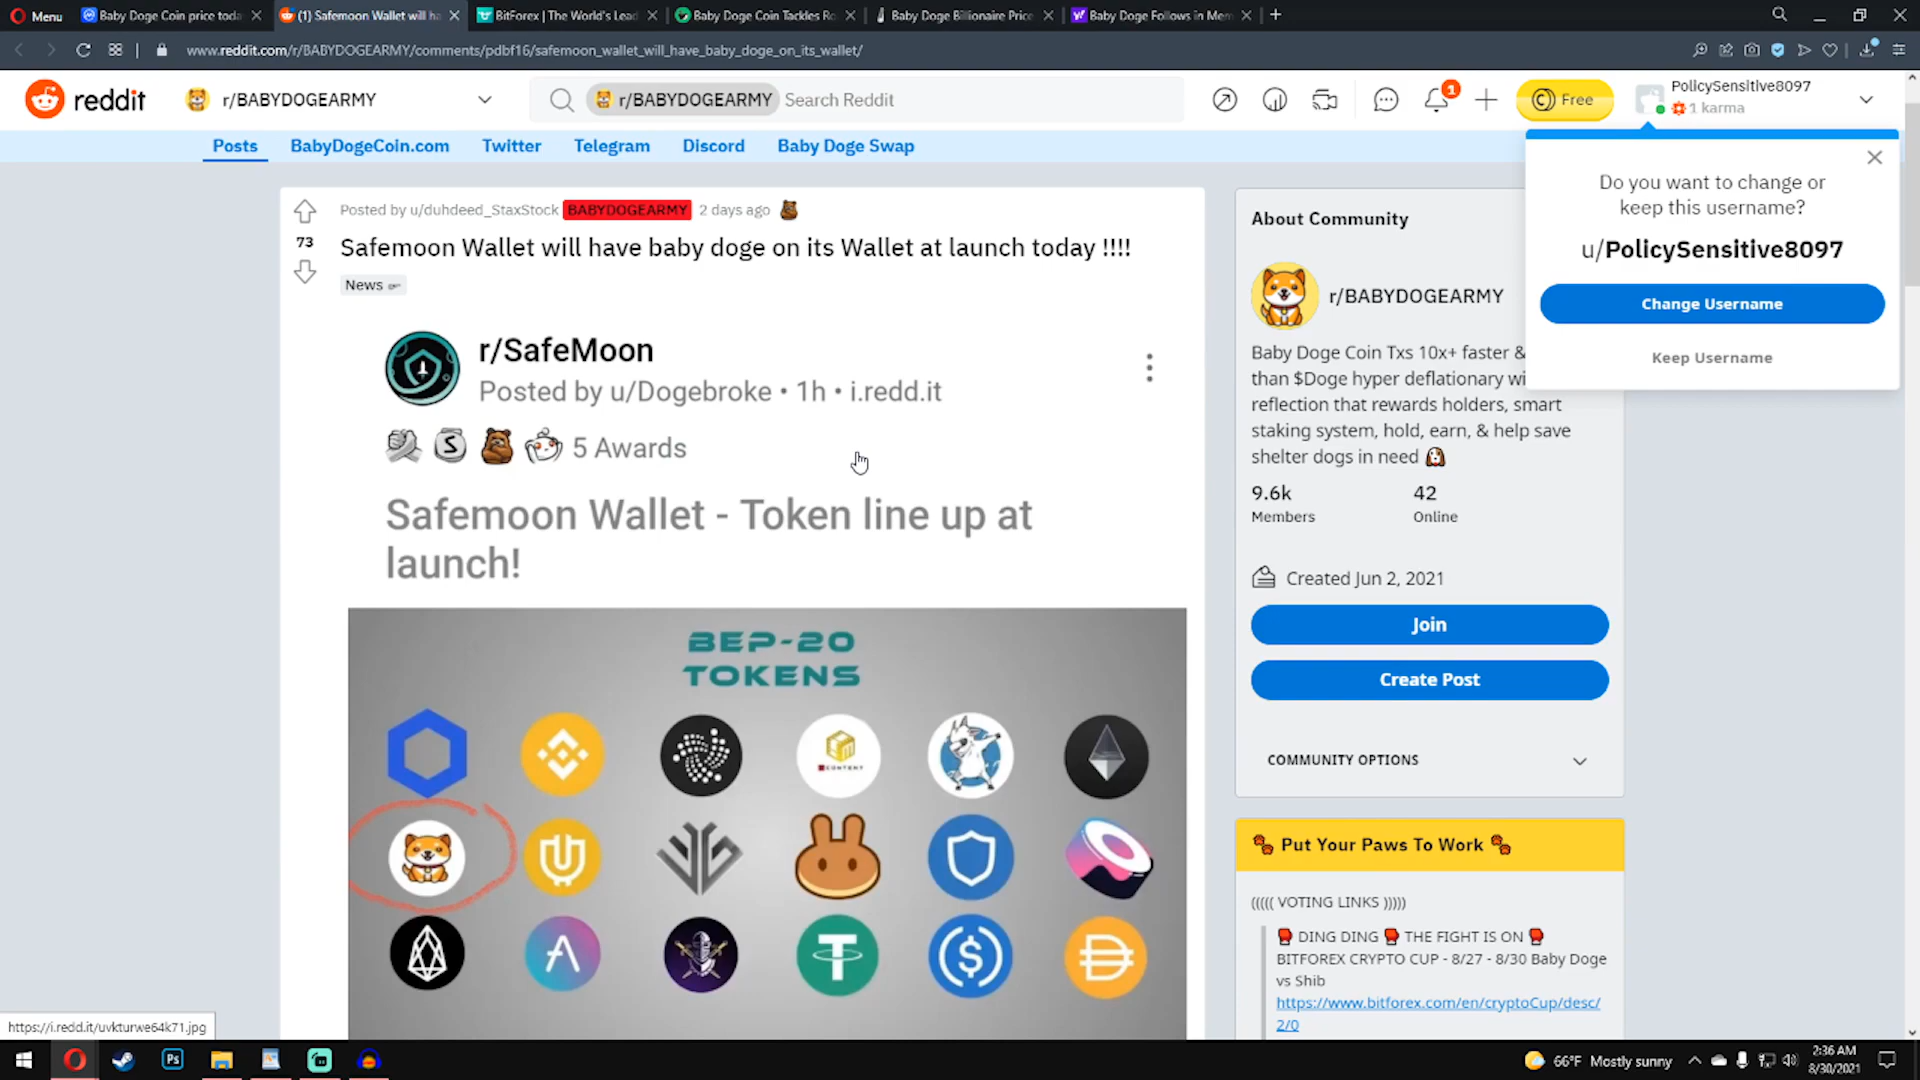 Menu
Baby Doge Coin price toda
(1) Safemoon Wallet will ha
BitForex | The World's Lead
Baby Doge Coin Tackles Ro
Baby Doge Billionaire Price
Baby Doge Follows in Mem
www.reddit.com/r/BABYDOGEARMY/comments/pdbf16/safemoon_wallet_will_have_baby_doge_on_its_wallet/
reddit
r/BABYDOGEARMY
r/BABYDOGEARMY Search Reddit
1
Free
PolicySensitive8097
1 karma
Posts BabyDogeCoin.com Twitter Telegram Discord Baby Doge Swap
Do you want to change or
keep this username?
u/PolicySensitive8097
Change Username
Keep Username
Posted by u/duhdeed_StaxStock BABYDOGEARMY 2 days ago
73
Safemoon Wallet will have baby doge on its Wallet at launch today !!!!
News
r/SafeMoon
Posted by u/Dogebroke • 1h • i.redd.it
5 Awards
Safemoon Wallet - Token line up at
launch!
BEP-20
TOKENS
CONTENT
About Community
r/BABYDOGEARMY
Baby Doge Coin Txs 10x+ faster &
than $Doge hyper deflationary wi
reflection that rewards holders, smart
staking system, hold, earn, & help save
shelter dogs in need
9.6k 42
Members Online
Created Jun 2, 2021
Join
Create Post
COMMUNITY OPTIONS
Put Your Paws To Work
((((( VOTING LINKS )))))
DING DING THE FIGHT IS ON
BITFOREX CRYPTO CUP - 8/27 - 8/30 Baby Doge
vs Shib
https://www.bitforex.com/en/cryptoCup/desc/
2/0
https://i.redd.it/uvkturwe64k71.jpg
Ps
66°F Mostly sunny
2:36 AM
8/30/2021